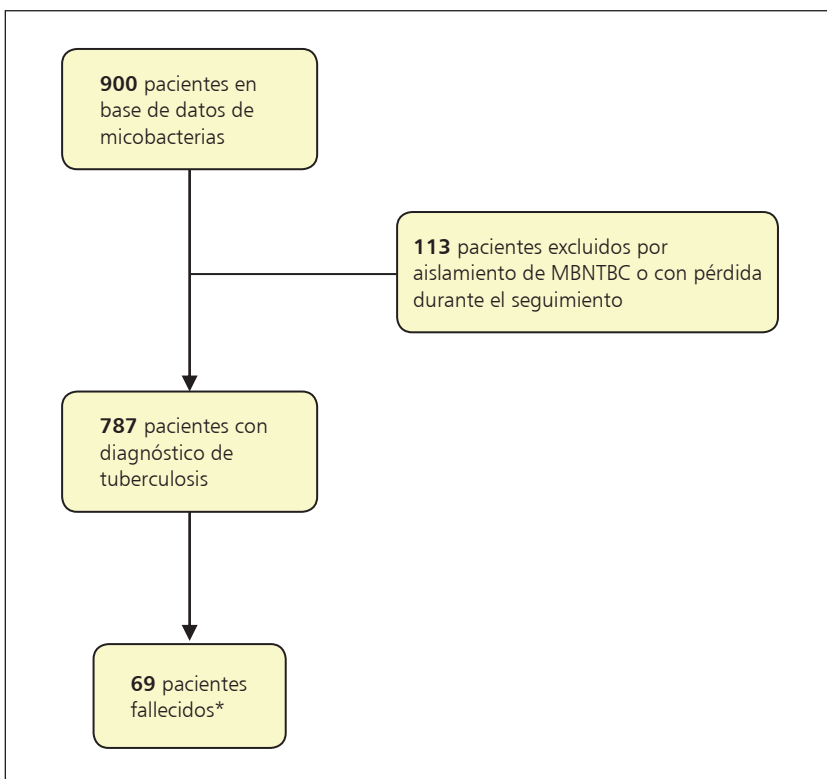 900 pacientes en
base de datos de
micobacterias
113 pacientes excluidos por
aislamiento de MBNTBC o con pérdida
durante el seguimiento
787 pacientes con
diagnóstico de
tuberculosis
69 pacientes
fallecidos*